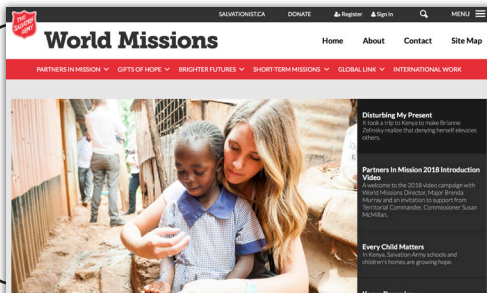 SALVATIONIST.CA DONATE Register Sign In MENU
THE SALVATION ARMY
World Missions
Home About Contact Site Map
PARTNERS IN MISSION GIFTS OF HOPE BRIGHTER FUTURES SHORT-TERM MISSIONS GLOBAL LINK INTERNATIONAL WORK
Disturbing My Present
It took a trip to Kenya to make Brianne
Zelinsky realize that denying herself elevates
others.
Partners In Mission 2018 Introduction
Video
A welcome to the 2018 video campaign with
World Missions Director, Major Brenda
Murray and an invitation to support from
Territorial Commander, Commissioner Susan
McMillan.
Every Child Matters
In Kenya, Salvation Army schools and
children's homes are growing hope.